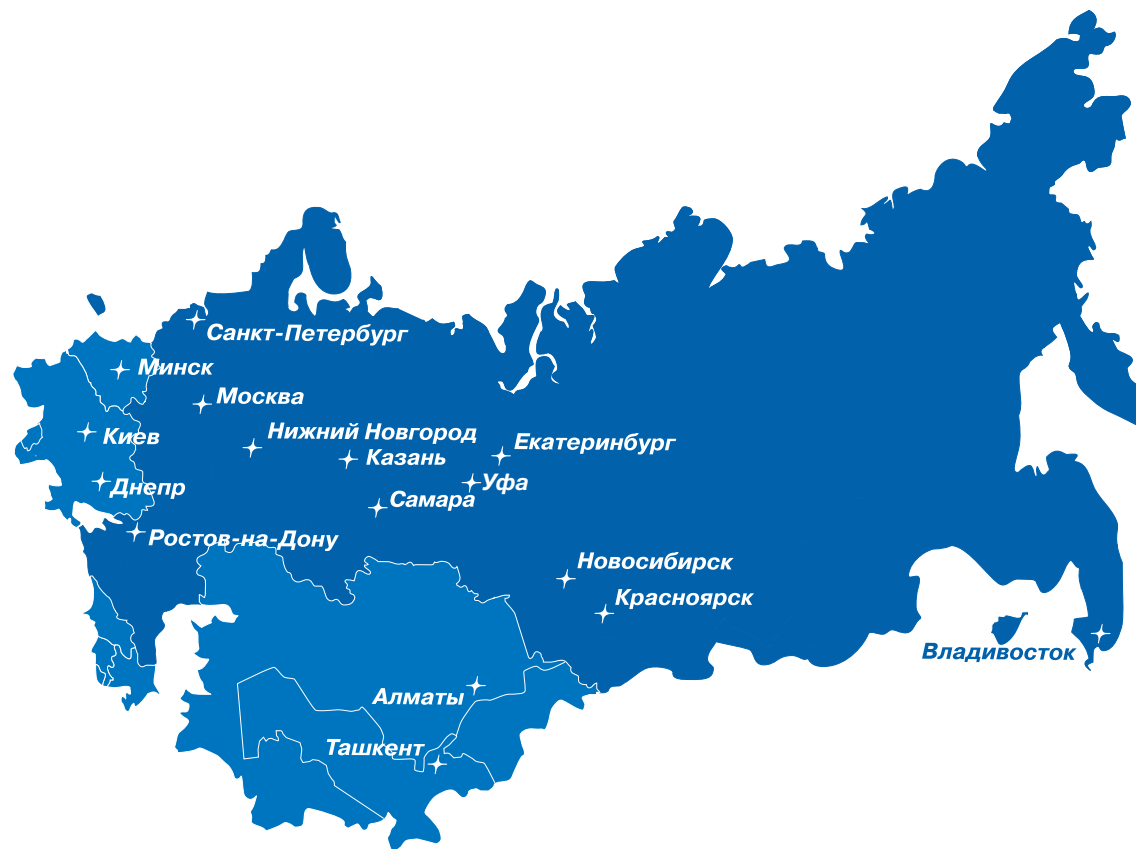 Санкт-Петербург
Минск
Москва
Нижний Новгород
Киев
Екатеринбург
Казань
Уфа
Днепр
Самара
Ростов-на-Дону
Новосибирск
Красноярск
Владивосток
Алматы
Ташкент